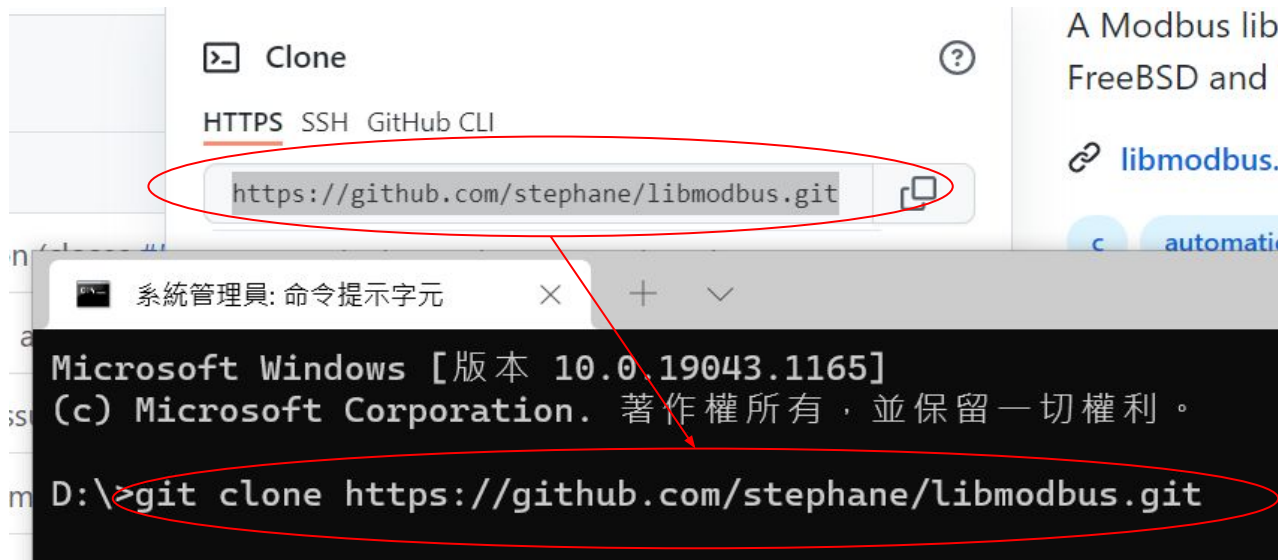 Clone
HTTPS SSH GitHub CLI
https://github.com/stephane/libmodbus.git
A Modbus lib
FreeBSD and
libmodbus.
c automatic
系統管理員: 命令提示字元
Microsoft Windows [版本 10.0.19043.1165]
(c) Microsoft Corporation. 著作權所有，並保留一切權利。
D:\>git clone https://github.com/stephane/libmodbus.git